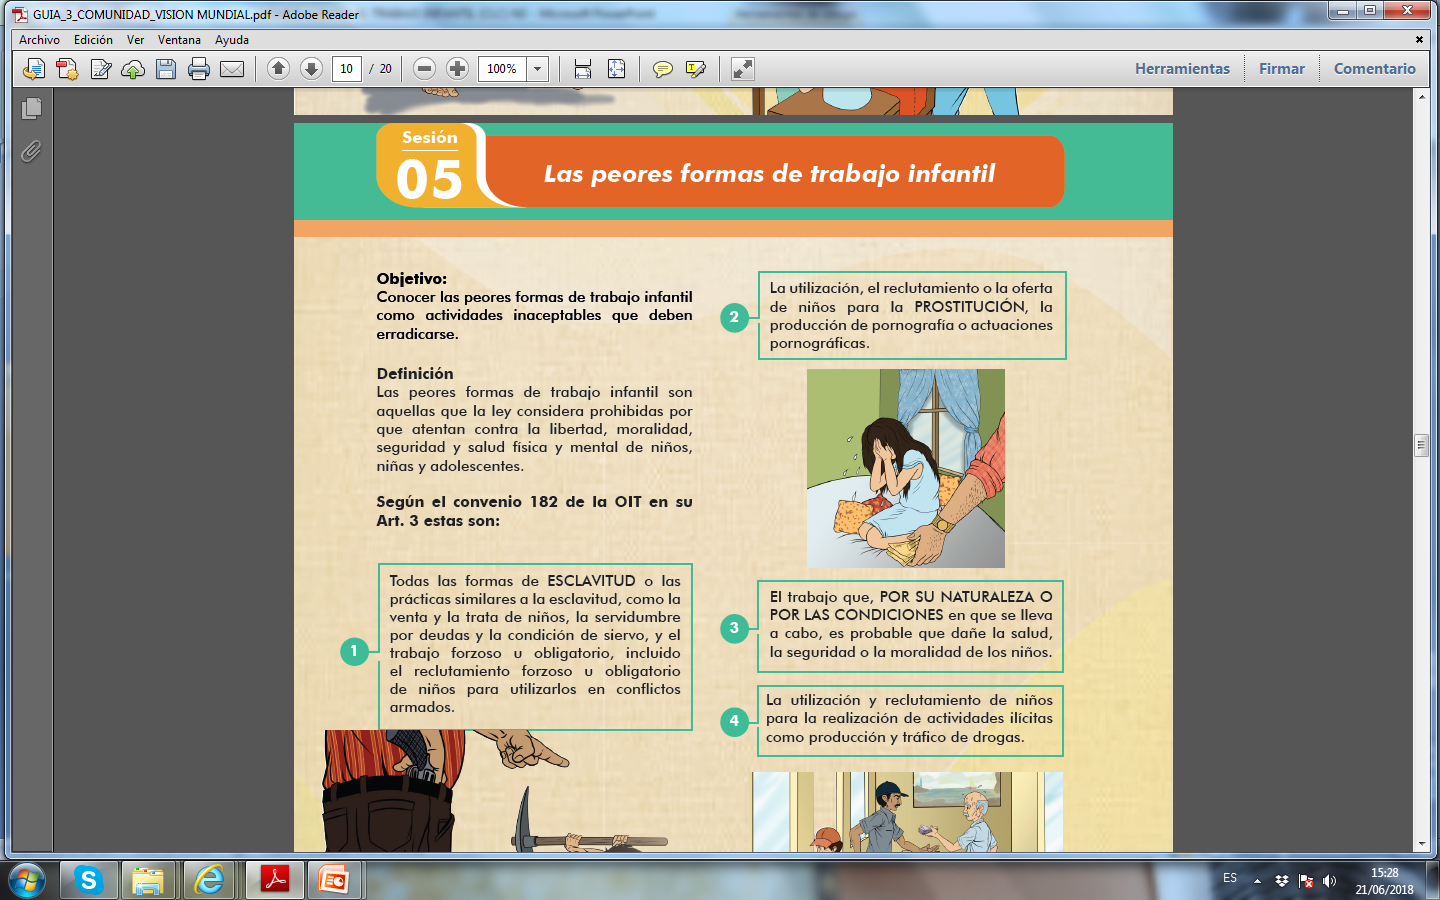 GUIA_3_COMUNIDAD_VISION MUNDIAL.pdf - Adobe Reader
Archivo Edición Ver Ventana Ayuda
10 / 20 100% Herramientas Firmar Comentario
Sesión
05
Las peores formas de trabajo infantil
Objetivo:
Conocer las peores formas de trabajo infantil
como actividades inaceptables que deben
erradicarse.
Definición
Las peores formas de trabajo infantil son
aquellas que la ley considera prohibidas por
que atentan contra la libertad, moralidad,
seguridad y salud física y mental de niños,
niñas y adolescentes.
Según el convenio 182 de la OIT en su
Art. 3 estas son:
1
Todas las formas de ESCLAVITUD o las
prácticas similares a la esclavitud, como la
venta y la trata de niños, la servidumbre
por deudas y la condición de siervo, y el
trabajo forzoso u obligatorio, incluido
el reclutamiento forzoso u obligatorio
de niños para utilizarlos en conflictos
armados.
2
La utilización, el reclutamiento o la oferta
de niños para la PROSTITUCIÓN, la
producción de pornografía o actuaciones
pornográficas.
3
El trabajo que, POR SU NATURALEZA O
POR LAS CONDICIONES en que se lleva
a cabo, es probable que dañe la salud,
la seguridad o la moralidad de los niños.
4
La utilización y reclutamiento de niños
para la realización de actividades ilícitas
como producción y tráfico de drogas.
ES
15:28
21/06/2018